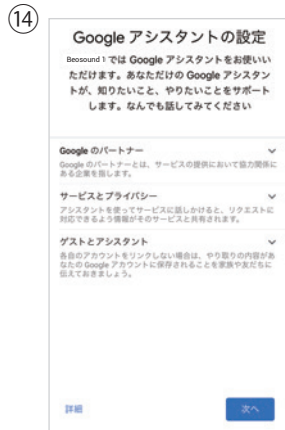 ⑭
Google アシスタントの設定
Beosound 1 では Google アシスタントをお使いい
ただけます。あなただけの Google アシスタン
トが、知りたいこと、やりたいことをサポート
します。なんでも話してみてください
Google のパートナー
Google のパートナーとは、サービスの提供において協力関係に
ある企業を指します。
サービスとプライバシー
アシスタントを使ってサービスに話しかけると、リクエストに
対応できるよう情報がそのサービスと共有されます。
ゲストとアシスタント
各自のアカウントをリンクしない場合は、やり取りの内容があ
なたの Google アカウントに保存されることを家族や友だちに
伝えておきましょう。
詳細
次へ